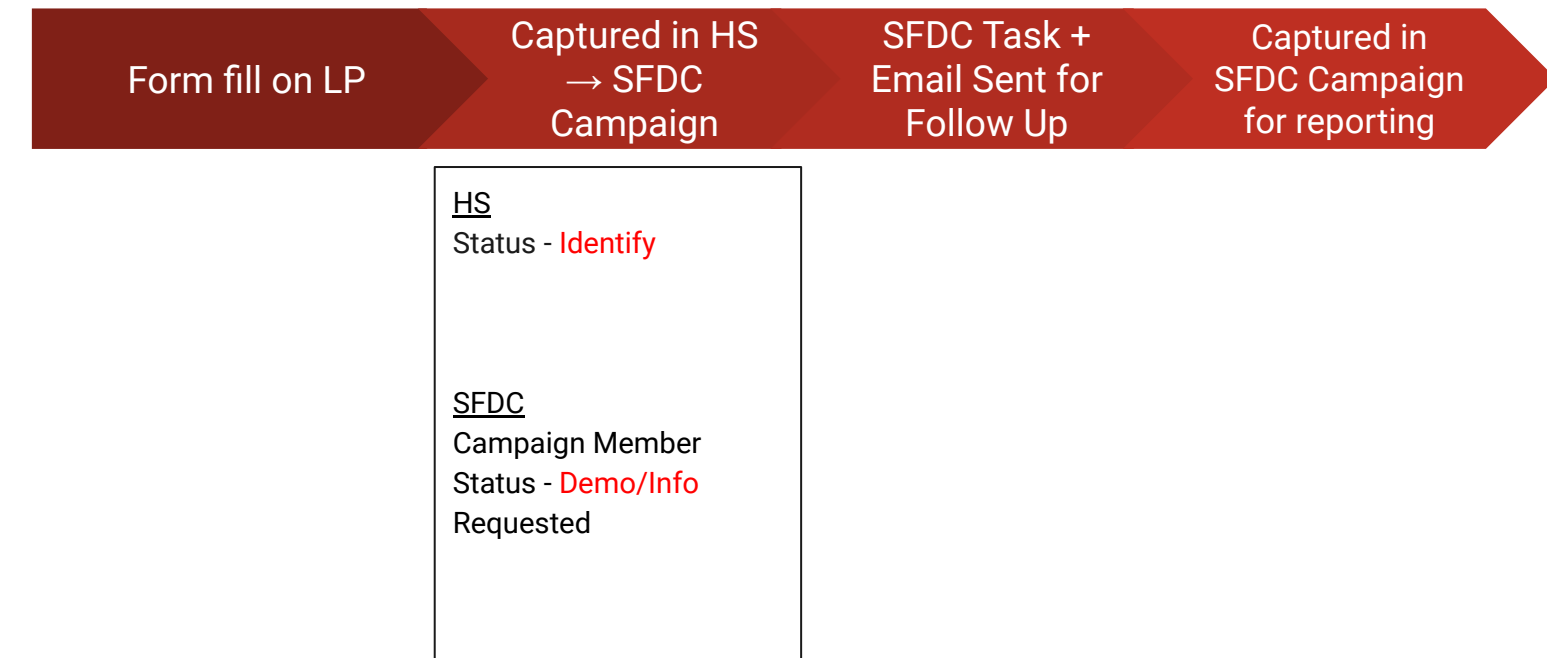 Form fill on LP
Captured in HS
→ SFDC
Campaign
SFDC Task +
Email Sent for
Follow Up
Captured in
SFDC Campaign
for reporting
HS
Status - Identify
SFDC
Campaign Member
Status - Demo/Info
Requested